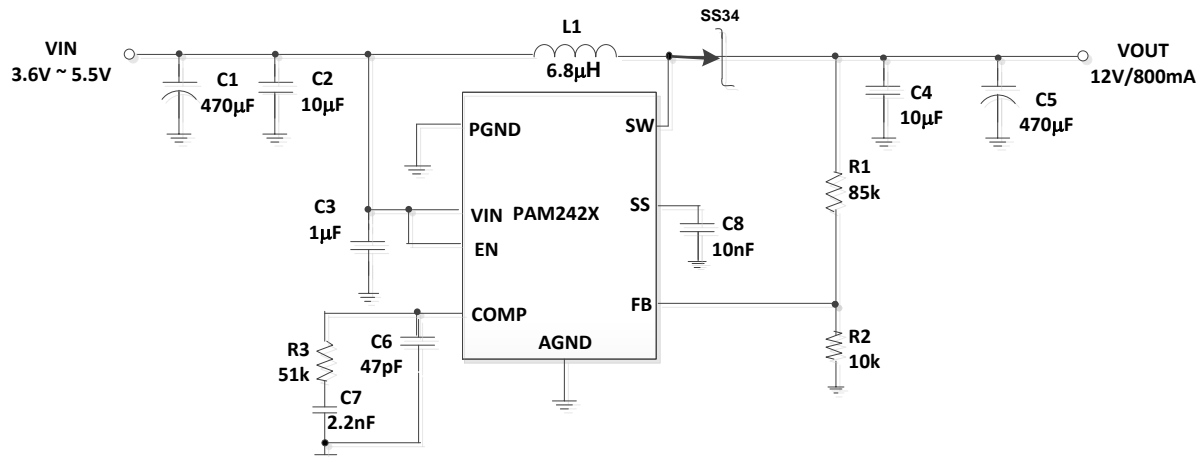 SS34
L1
VIN
3.6V ~ 5.5V
6.8μH
VOUT
12V/800mA
C1
470μF
C2
10μF
C4
10μF
C5
470μF
PGND
SW
R1
85k
C3
1μF
VIN
PAM242X
SS
C8
10nF
EN
FB
COMP
AGND
R3
51k
C6
47pF
R2
10k
C7
2.2nF